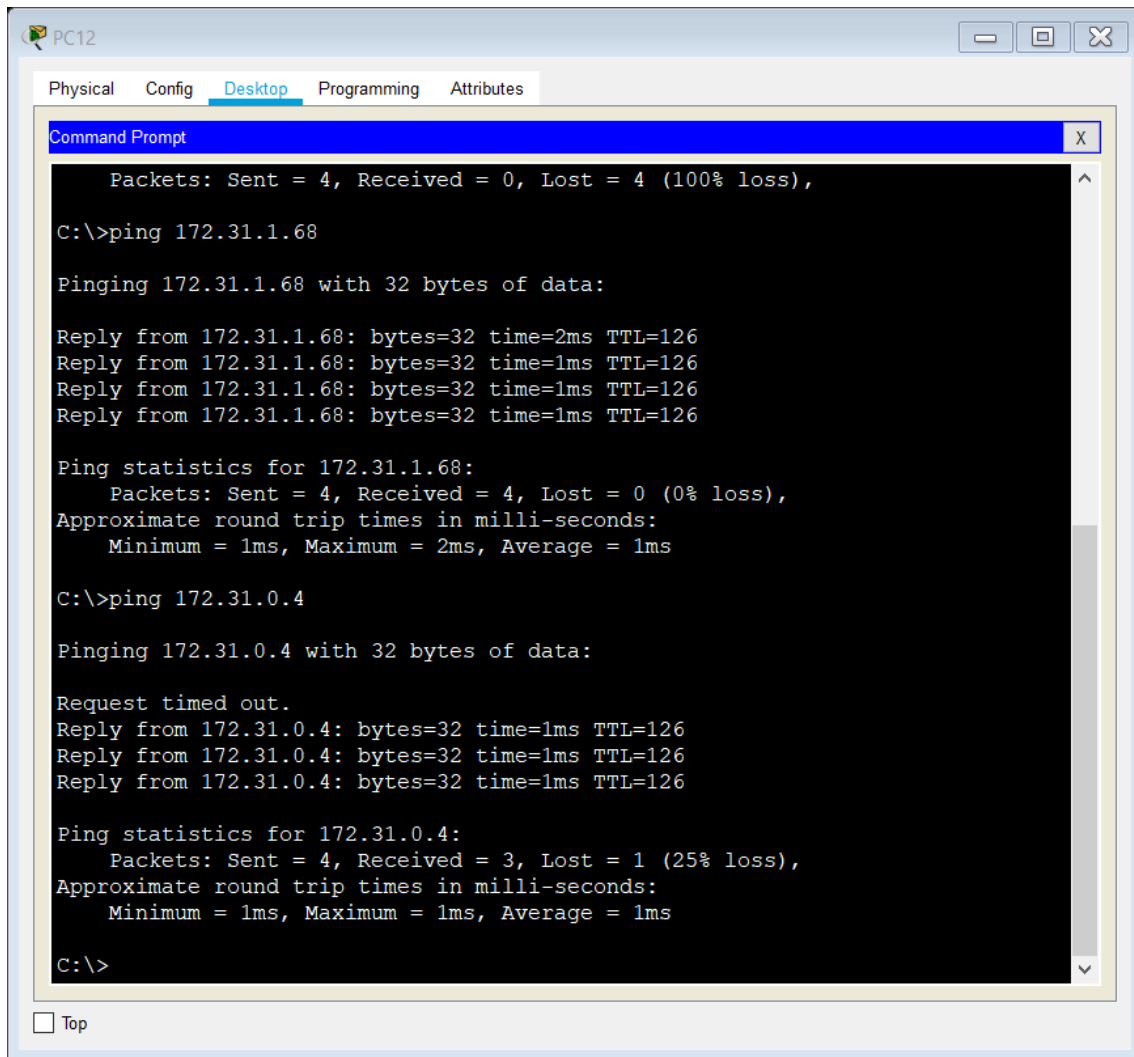 PC12
Physical Config Desktop Programming Attributes
Command Prompt X
Packets: Sent = 4, Received = 0, Lost = 4 (100% loss),
C:\>ping 172.31.1.68
Pinging 172.31.1.68 with 32 bytes of data:
Reply from 172.31.1.68: bytes=32 time=2ms TTL=126
Reply from 172.31.1.68: bytes=32 time=1ms TTL=126
Reply from 172.31.1.68: bytes=32 time=1ms TTL=126
Reply from 172.31.1.68: bytes=32 time=1ms TTL=126
Ping statistics for 172.31.1.68:
Packets: Sent = 4, Received = 4, Lost = 0 (0% loss),
Approximate round trip times in milli-seconds:
Minimum = 1ms, Maximum = 2ms, Average = 1ms
C:\>ping 172.31.0.4
Pinging 172.31.0.4 with 32 bytes of data:
Request timed out.
Reply from 172.31.0.4: bytes=32 time=1ms TTL=126
Reply from 172.31.0.4: bytes=32 time=1ms TTL=126
Reply from 172.31.0.4: bytes=32 time=1ms TTL=126
Ping statistics for 172.31.0.4:
Packets: Sent = 4, Received = 3, Lost = 1 (25% loss),
Approximate round trip times in milli-seconds:
Minimum = 1ms, Maximum = 1ms, Average = 1ms
C:\>
Top